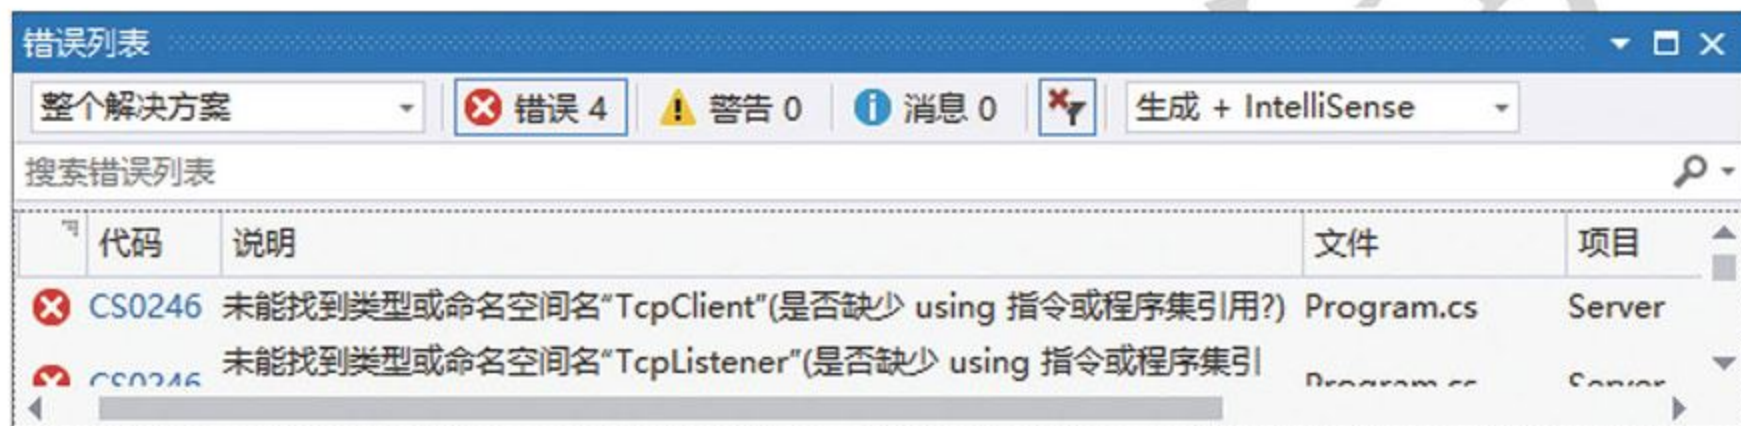 错误列表
整个解决方案 错误 4 警告 0 消息 0 生成 + IntelliSense
搜索错误列表
代码 说明 文件 项目
CS0246 未能找到类型或命名空间名“TcpClient”(是否缺少 using 指令或程序集引用?) Program.cs Server
CS0246 未能找到类型或命名空间名“TcpListener”(是否缺少 using 指令或程序集引 Program.cs Server